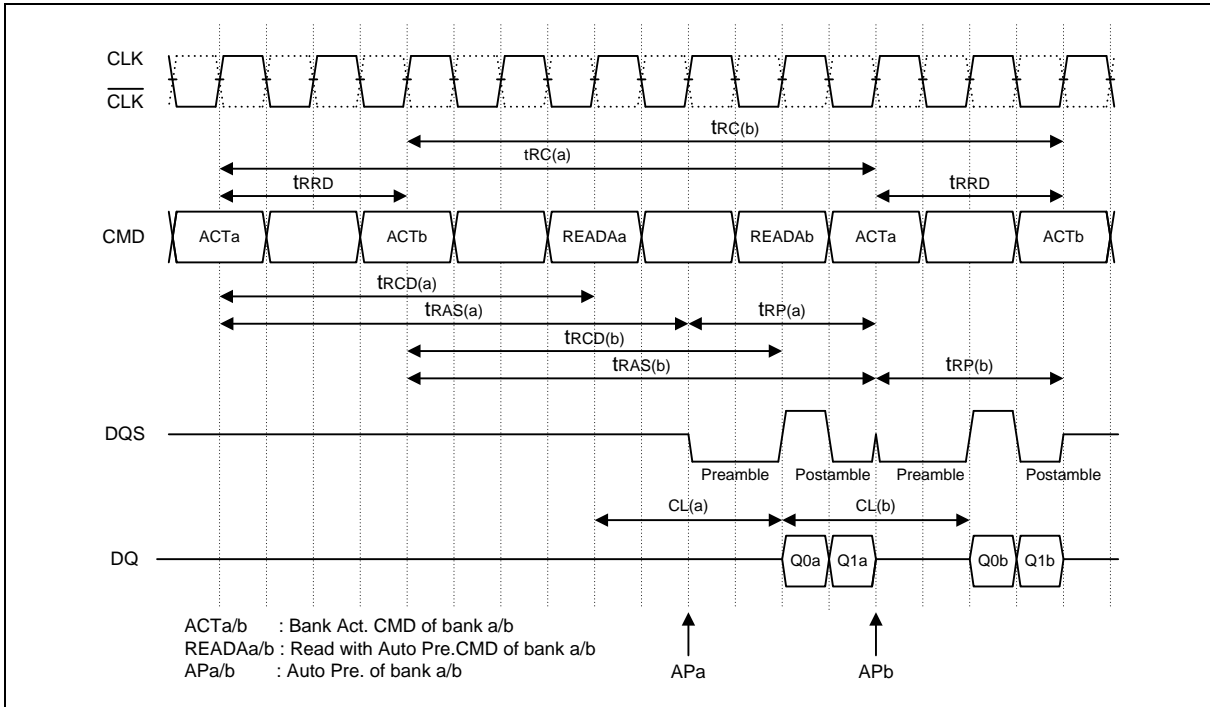 CLK
CLK
tRC(b)
tRC(a)
tRRD tRRD
CMD ACTa ACTb READAa READAb ACTa ACTb
tRCD(a)
tRAS(a) tRP(a)
tRCD(b)
tRAS(b) tRP(b)
DQS
Preamble Postamble Preamble Postamble
CL(a) CL(b)
DQ Q0a Q1a Q0b Q1b
ACTa/b : Bank Act. CMD of bank a/b
READAa/b : Read with Auto Pre.CMD of bank a/b
APa/b : Auto Pre. of bank a/b
APa APb